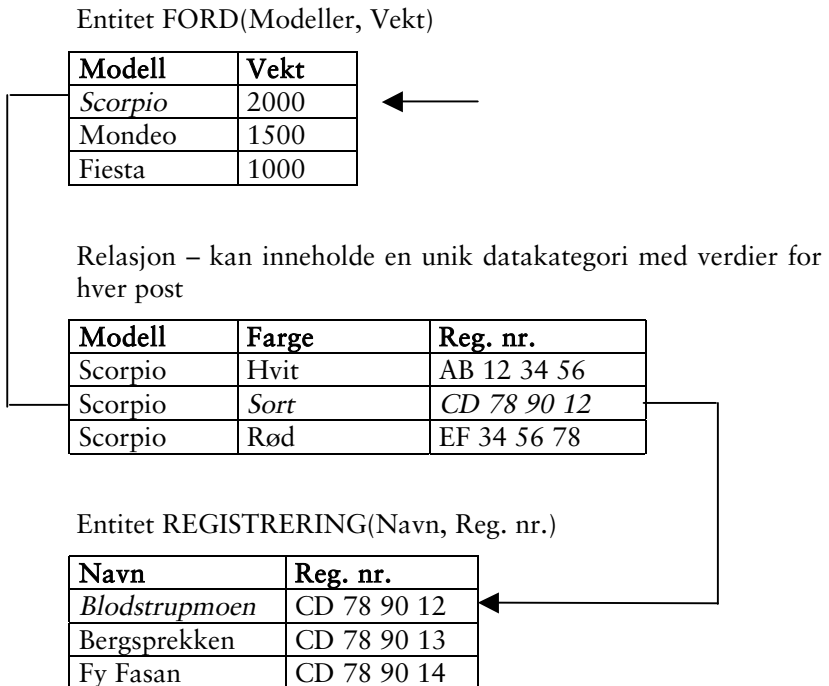 Entitet FORD(Modeller, Vekt)
Modell Vekt
Scorpio 2000
Mondeo 1500
Fiesta 1000
Relasjon – kan inneholde en unik datakategori med verdier for
hver post
Modell Farge Reg. nr.
Scorpio Hvit AB 12 34 56
Scorpio Sort CD 78 90 12
Scorpio Rød EF 34 56 78
Entitet REGISTRERING(Navn, Reg. nr.)
Navn Reg. nr.
Blodstrupmoen CD 78 90 12
Bergsprekken CD 78 90 13
Fy Fasan CD 78 90 14